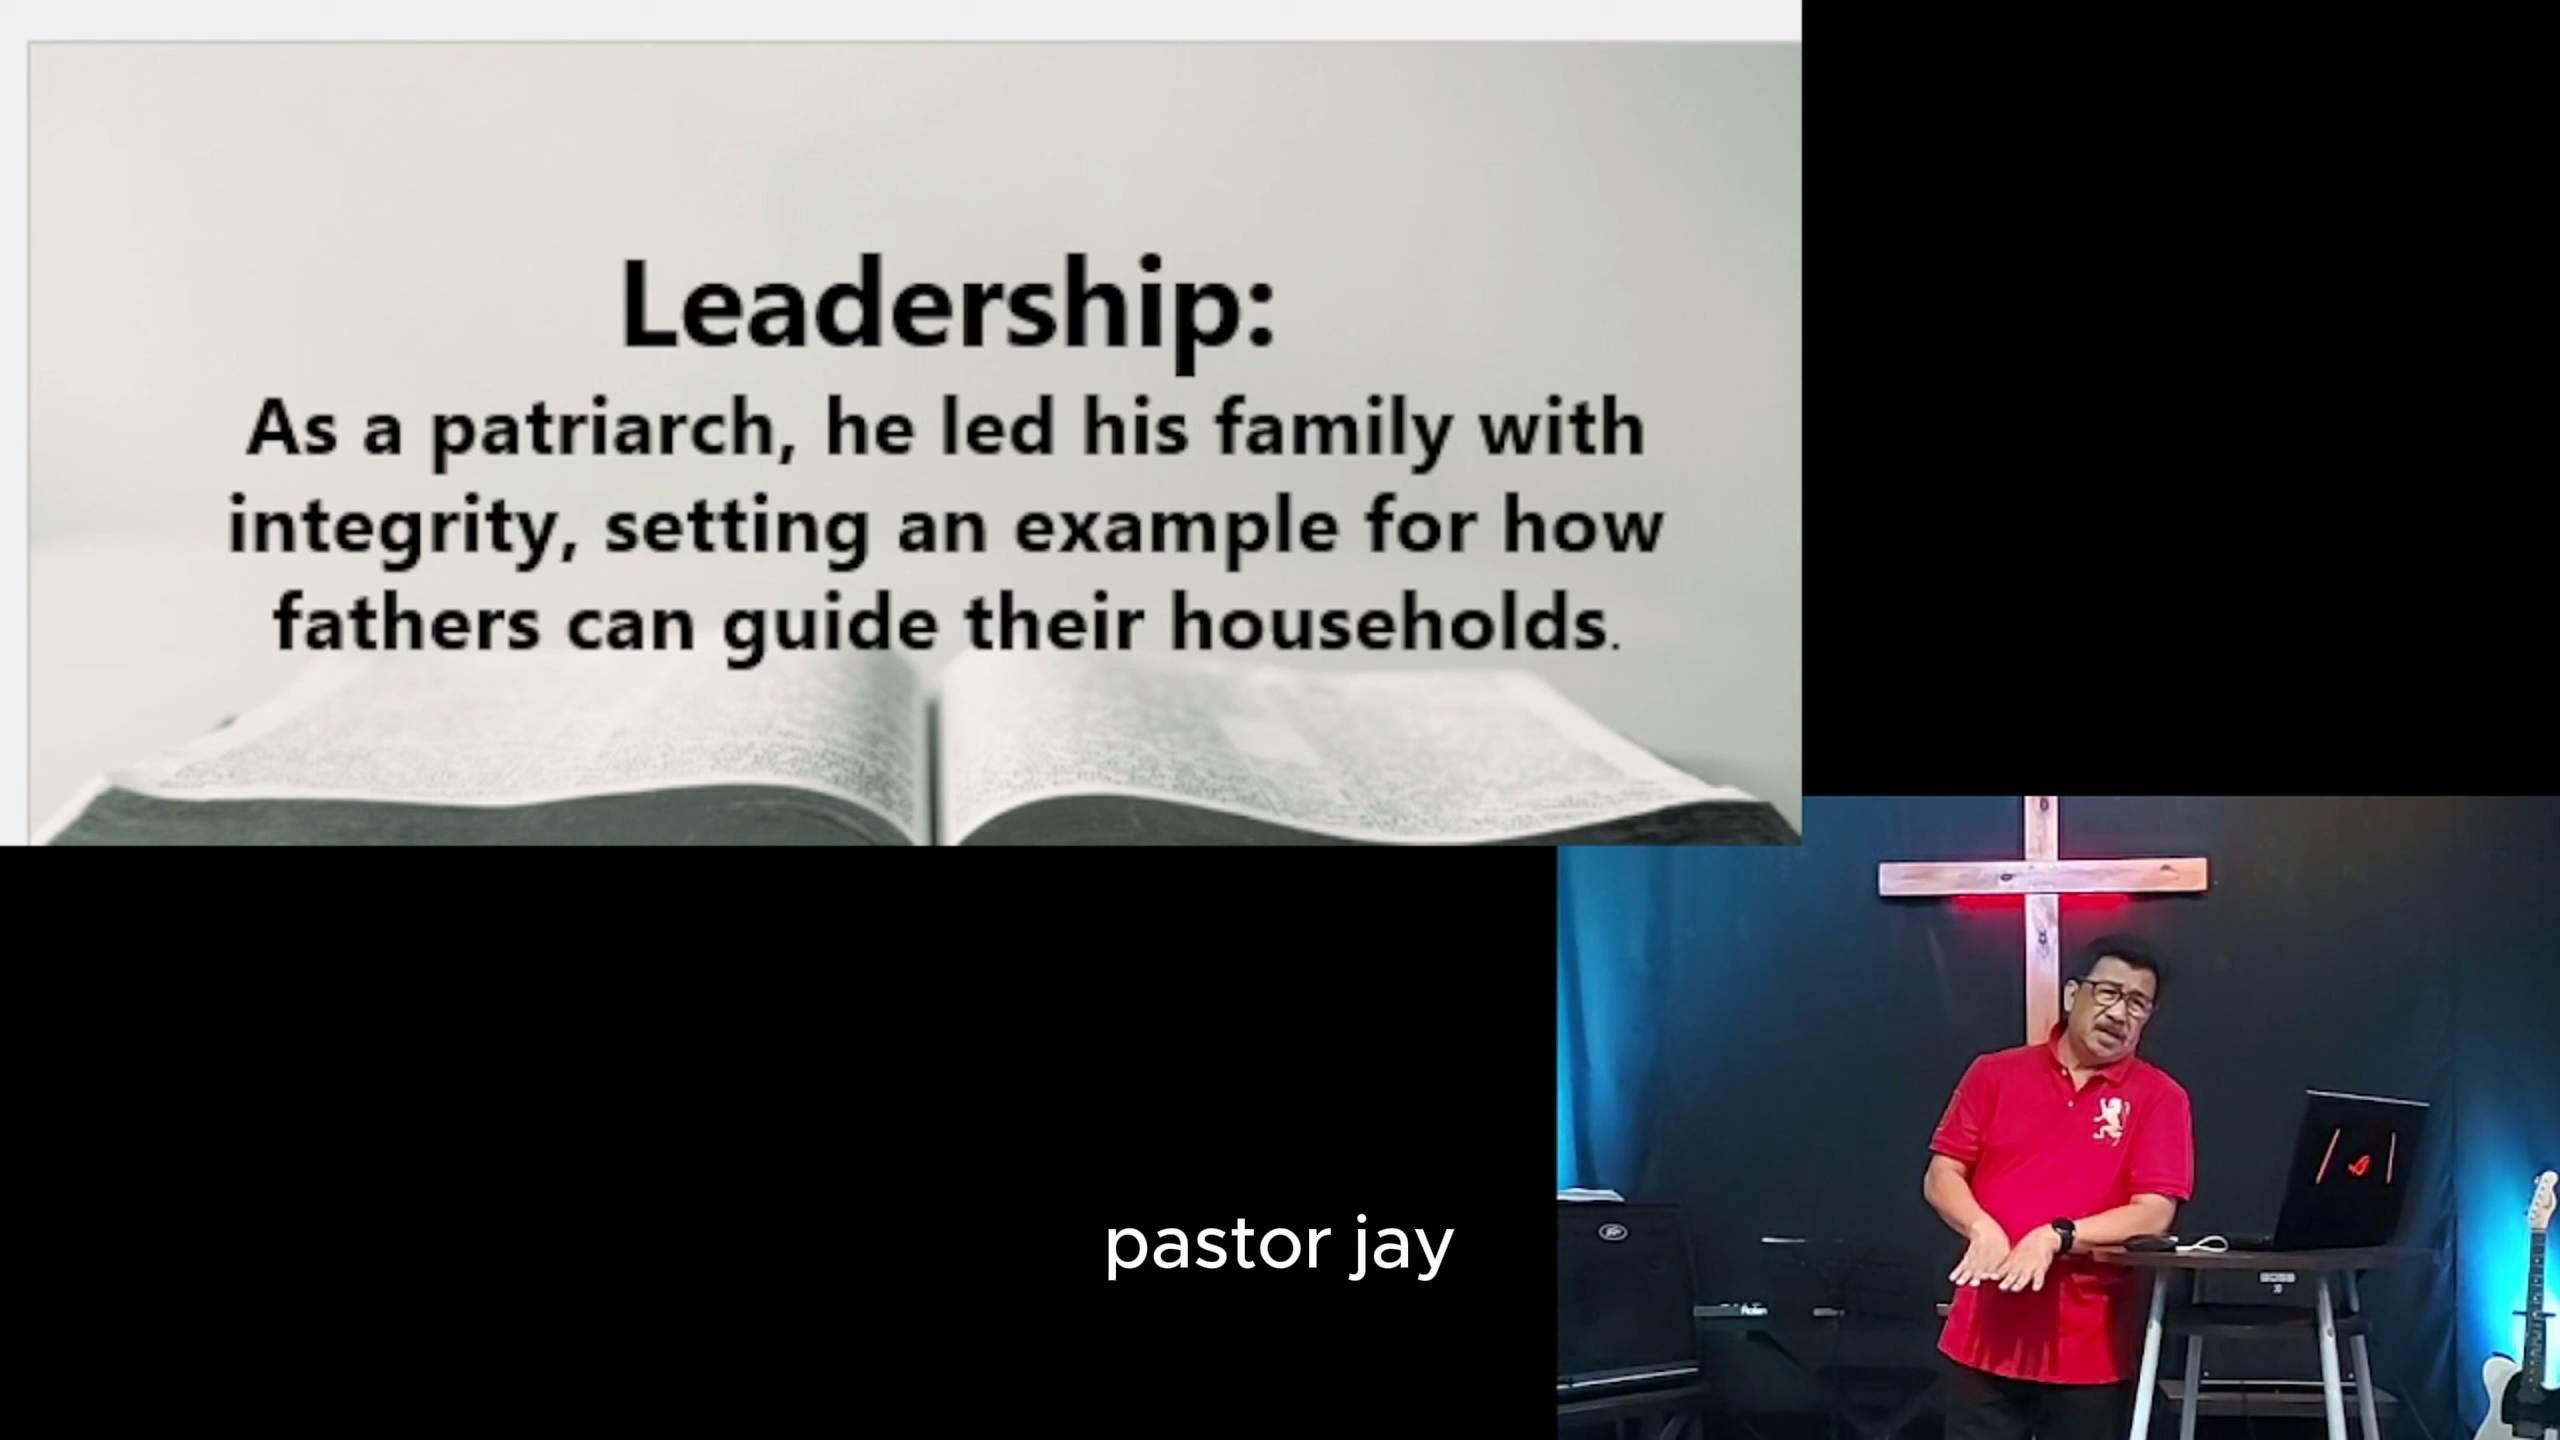 Leadership:
As a patriarch, he led his family with
integrity, setting an example for how
fathers can guide their households.
pastor jay